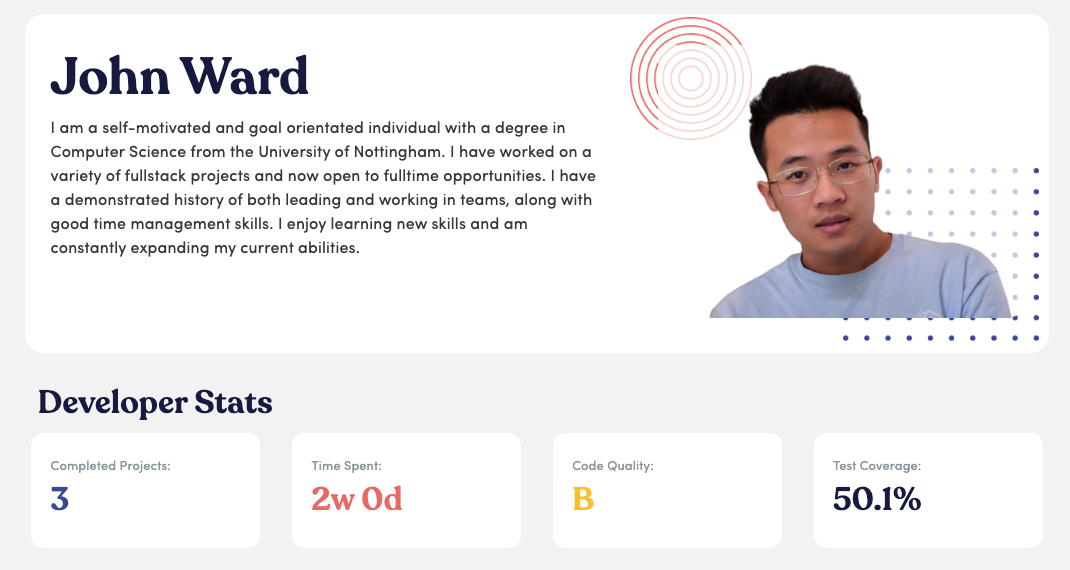 John Ward
I am a self-motivated and goal orientated individual with a degree in
Computer Science from the University of Nottingham. I have worked on a
variety of fullstack projects and now open to fulltime opportunities. I have
a demonstrated history of both leading and working in teams, along with
good time management skills. I enjoy learning new skills and am
constantly expanding my current abilities.
Developer Stats
Completed Projects:
3
Time Spent:
2w 0d
Code Quality:
B
Test Coverage:
50.1%